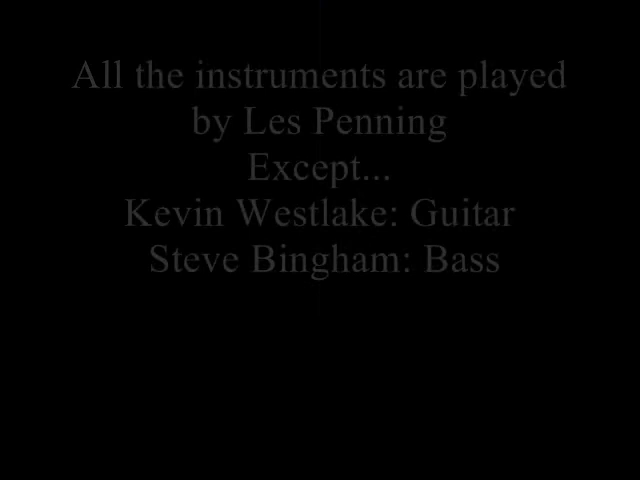 All the instruments are played
by Les Penning
Except...
Kevin Westlake: Guitar
Steve Bingham: Bass